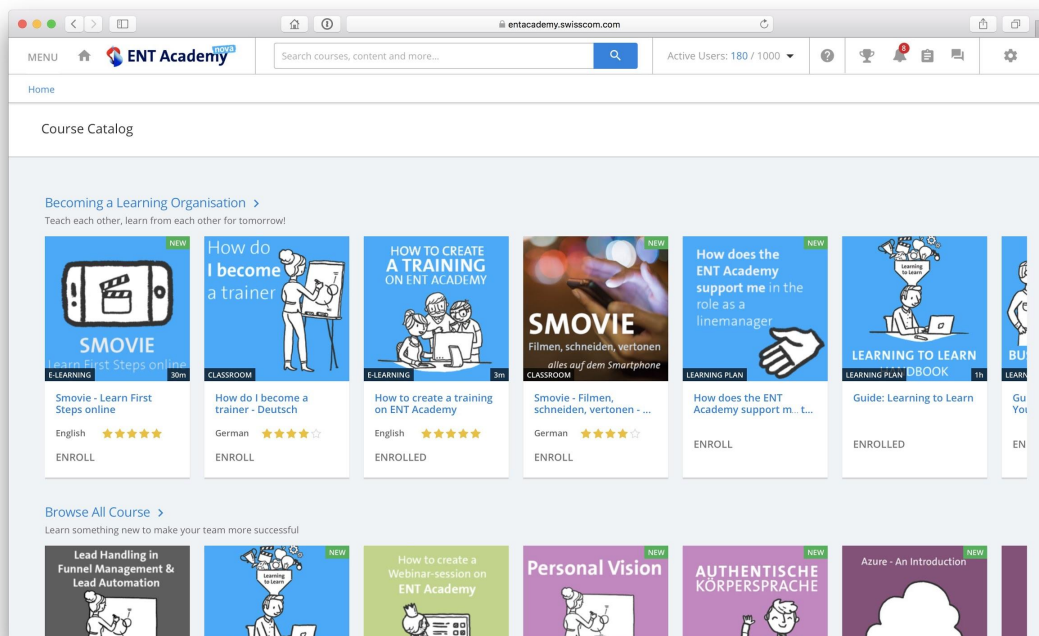 entacademy.swisscom.com
MENU
ENT Academy
nova
Search courses, content and more...
Active Users: 180 / 1000
8
Home
Course Catalog
Becoming a Learning Organisation >
Teach each other, learn from each other for tomorrow!
NEW
SMOVIE
Learn First Steps online
E-LEARNING
30m
Smovie - Learn First
Steps online
English
ENROLL
How do
I become
a trainer
CLASSROOM
How do I become a
trainer - Deutsch
German
ENROLL
HOW TO CREATE
A TRAINING
ON ENT ACADEMY
E-LEARNING
3m
How to create a training
on ENT Academy
English
ENROLLED
NEW
SMOVIE
Filmen, schneiden, vertonen
alles auf dem Smartphone
CLASSROOM
Smovie - Filmen,
schneiden, vertonen - ...
German
ENROLL
NEW
How does the
ENT Academy
support me in the
role as a
linemanager
LEARNING PLAN
How does the ENT
Academy support m... t...
ENROLL
Learning
to Learn
LEARNING TO LEARN
HANDBOOK
LEARNING PLAN
1h
Guide: Learning to Learn
ENROLLED
BU
LEARN
Gu
You
EN
Browse All Course >
Learn something new to make your team more successful
Lead Handling in
Funnel Management &
Lead Automation
NEW
Learning
to Learn
How to create a
Webinar-session on
ENT Academy
NEW
Personal Vision
NEW
AUTHENTISCHE
KÖRPERSPRACHE
NEW
Azure - An Introduction